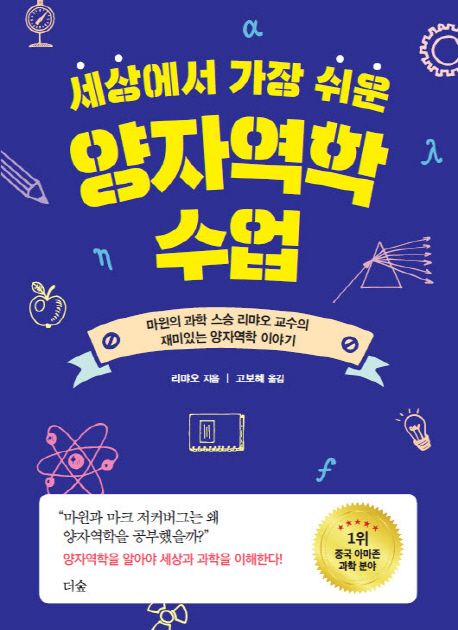 α
세상에서 가장 쉬운
양자역학
수업
λ
η
마윈의 과학 스승 리먀오 교수의
재미있는 양자역학 이야기
리먀오 지음 | 고보혜 옮김
f
“마윈과 마크 저커버그는 왜
양자역학을 공부했을까?”
양자역학을 알아야 세상과 과학을 이해한다!
더숲
1위
중국 아마존
과학 분야